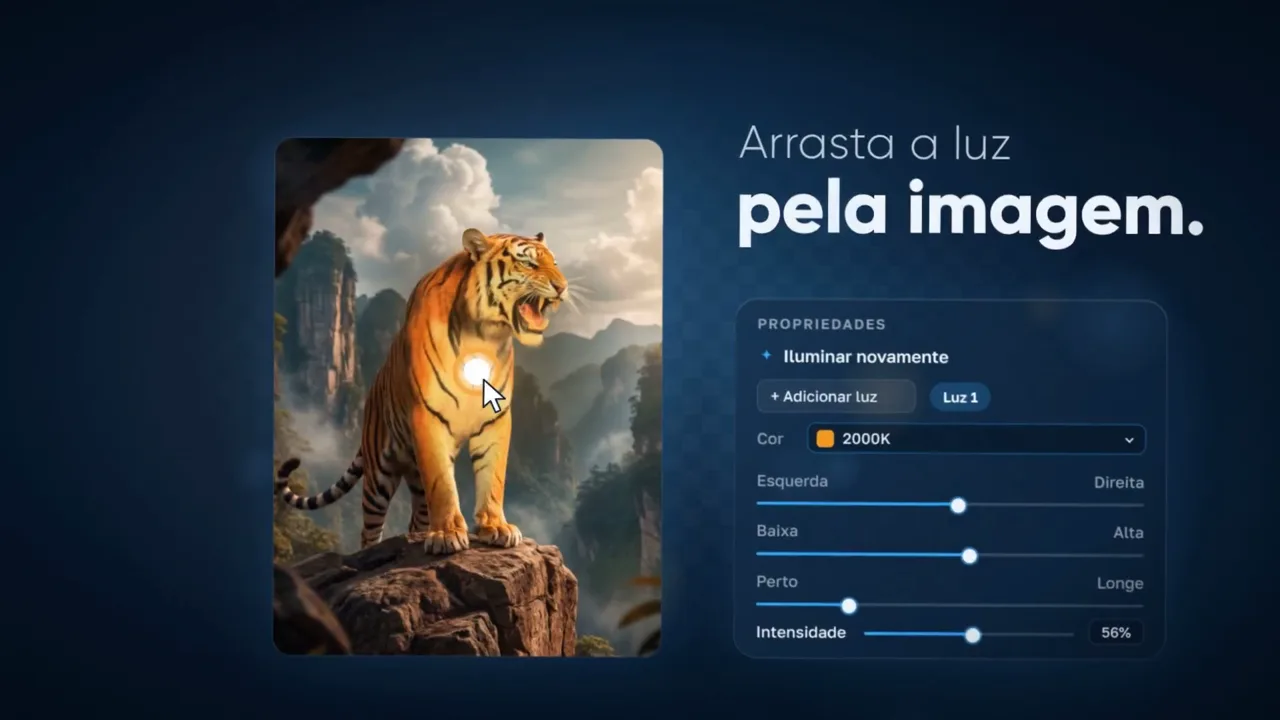 Arrasta a luz
pela imagem.
PROPRIEDADES
Iluminar novamente
+ Adicionar luz Luz 1
Cor 2000K
Esquerda Direita
Baixa Alta
Perto Longe
Intensidade 56%